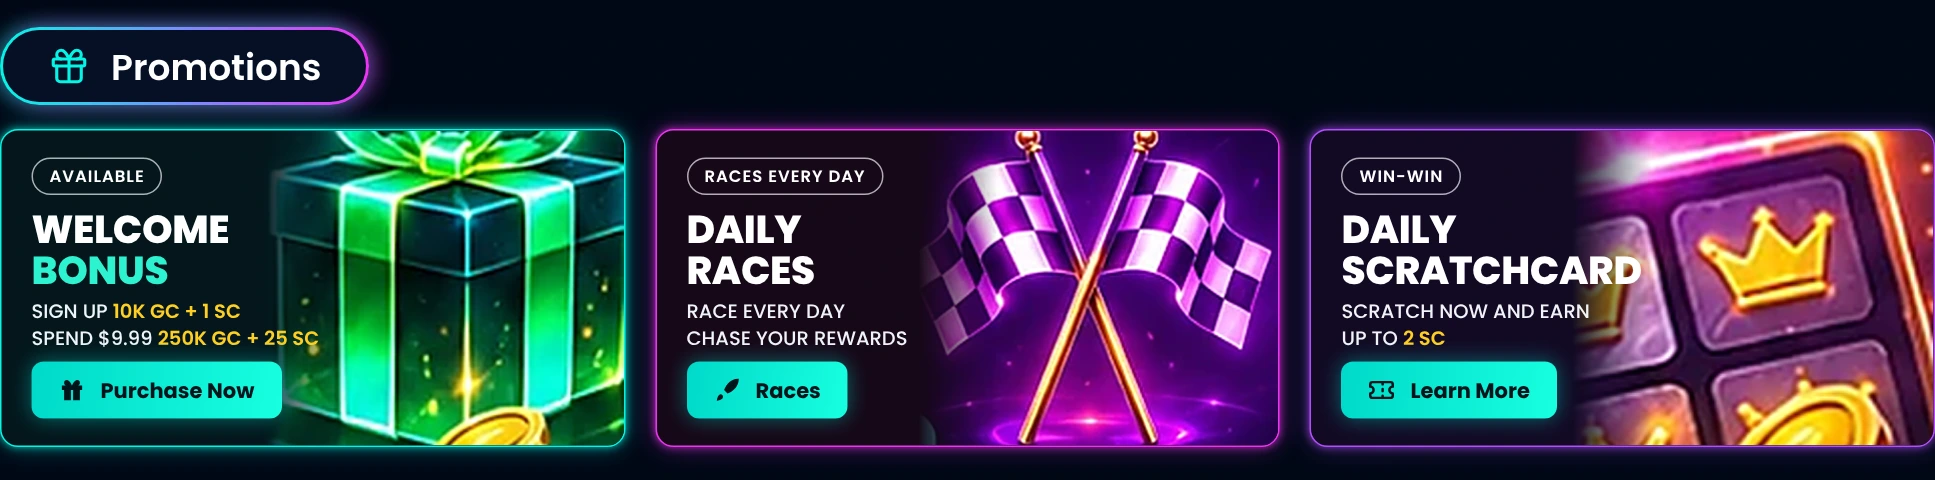 Promotions
AVAILABLE
WELCOME
BONUS
SIGN UP 10K GC + 1 SC
SPEND $9.99 250K GC + 25 SC
Purchase Now
RACES EVERY DAY
DAILY
RACES
RACE EVERY DAY
CHASE YOUR REWARDS
Races
WIN-WIN
DAILY
SCRATCHCARD
SCRATCH NOW AND EARN
UP TO 2 SC
Learn More